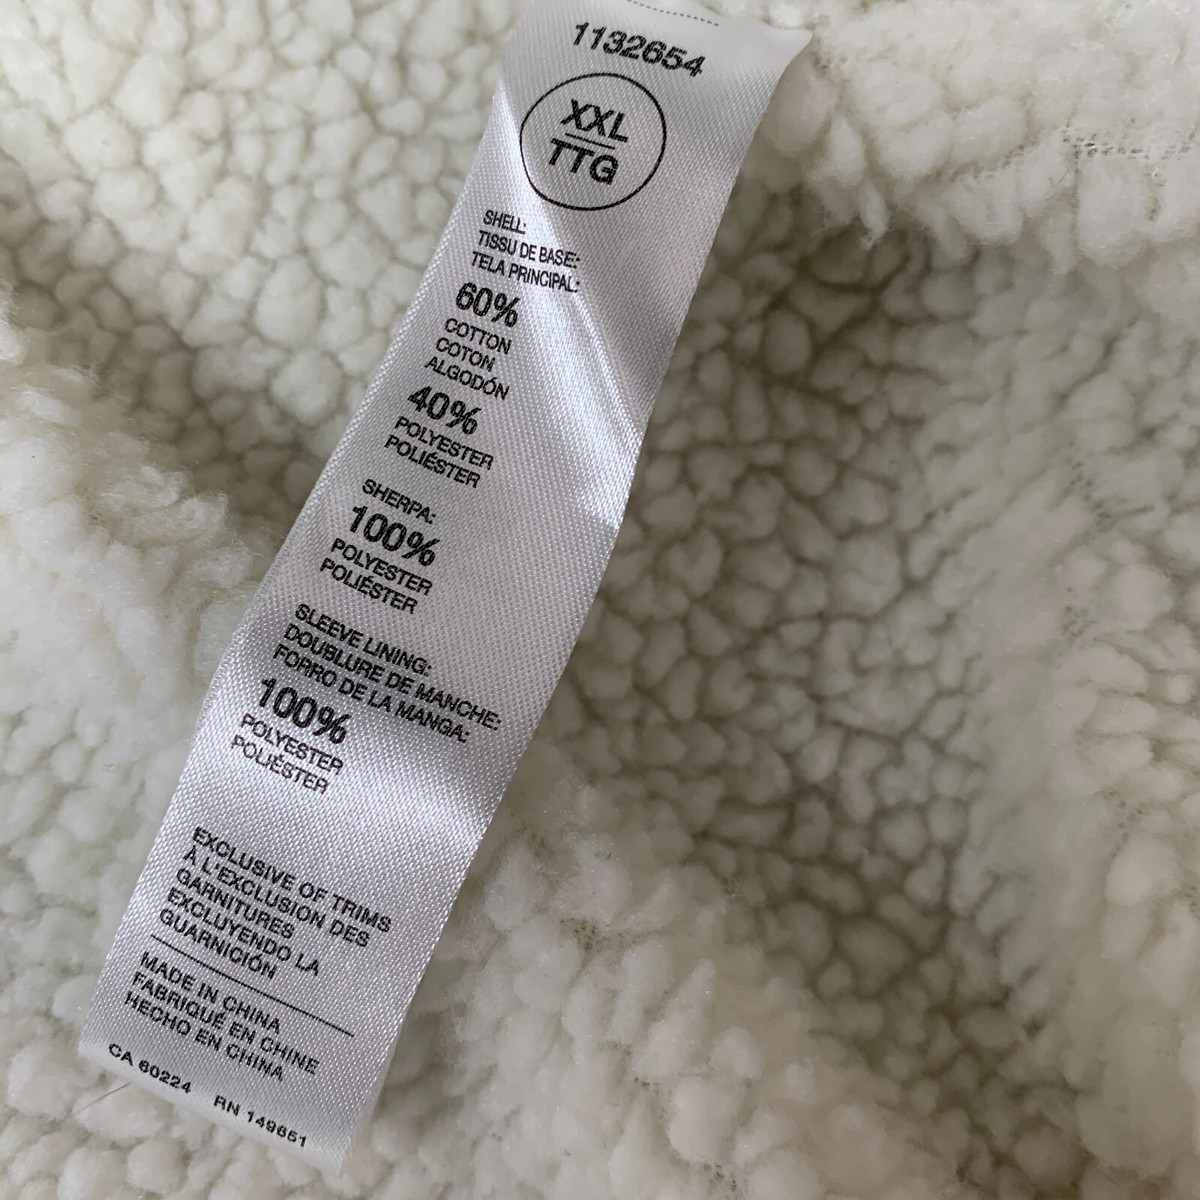 1132654
XXL
TTG
SHELL:
TISSU DE BASE:
TELA PRINCIPAL:
60%
COTTON
COTON
ALGODÓN
40%
POLYESTER
POLIÉSTER
SHERPA:
100%
POLYESTER
POLIÉSTER
SLEEVE LINING:
DOUBLURE DE MANCHE:
FORRO DE LA MANGA:
100%
POLYESTER
POLIÉSTER
EXCLUSIVE OF TRIMS
À L'EXCLUSION DES
GARNITURES
EXCLUYENDO LA
GUARNICIÓN
MADE IN CHINA
FABRIQUÉ EN CHINE
HECHO EN CHINA
CA 60224 RN 149651